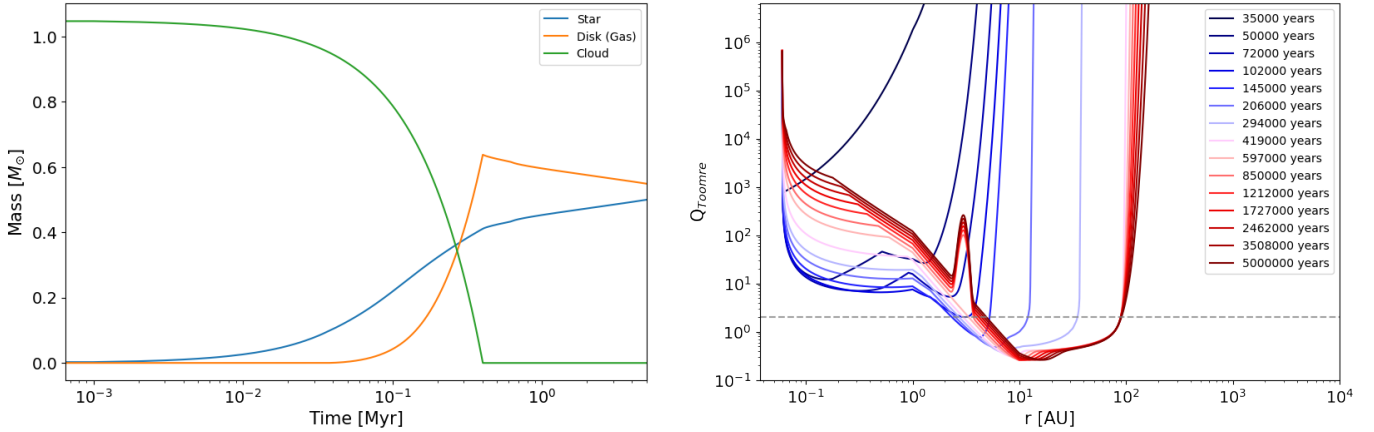 Star
Disk (Gas)
Cloud
1.0
0.8
0.6
0.4
0.2
0.0
Mass [M⊙]
10⁻³
10⁻²
10⁻¹
10⁰
Time [Myr]
35000 years
50000 years
72000 years
102000 years
145000 years
206000 years
294000 years
419000 years
597000 years
850000 years
1212000 years
1727000 years
2462000 years
3508000 years
5000000 years
10⁶
10⁵
10⁴
10³
10²
10¹
10⁰
10⁻¹
Q_Toomre
10⁻¹
10⁰
10¹
10²
10³
10⁴
r [AU]